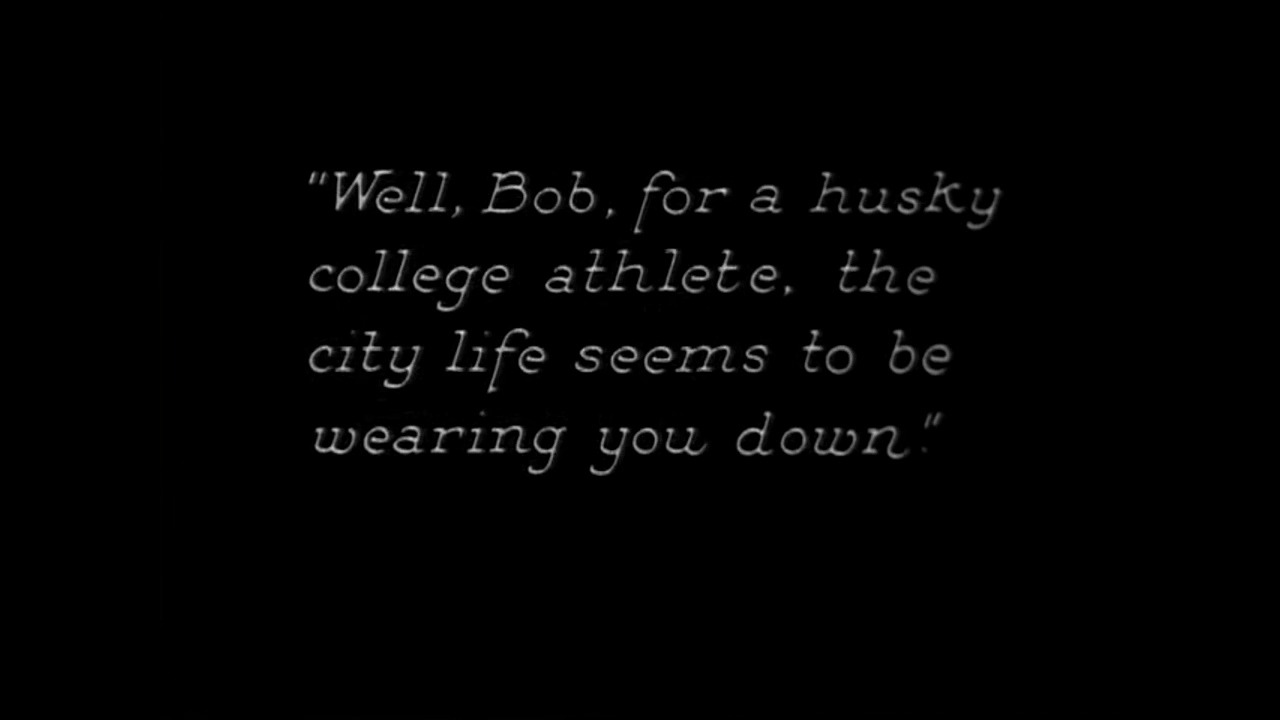 "Well, Bob, for a husky
college athlete, the
city life seems to be
wearing you down."